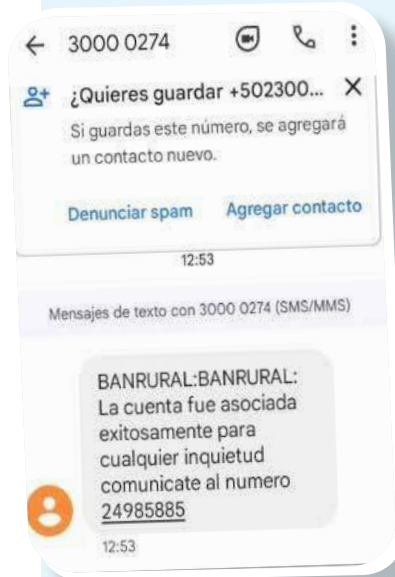 3000 0274
¿Quieres guardar +502300...
Si guardas este número, se agregará
un contacto nuevo.
Denunciar spam
Agregar contacto
12:53
Mensajes de texto con 3000 0274 (SMS/MMS)
BANRURAL:BANRURAL:
La cuenta fue asociada
exitosamente para
cualquier inquietud
comunicate al numero
24985885
12:53